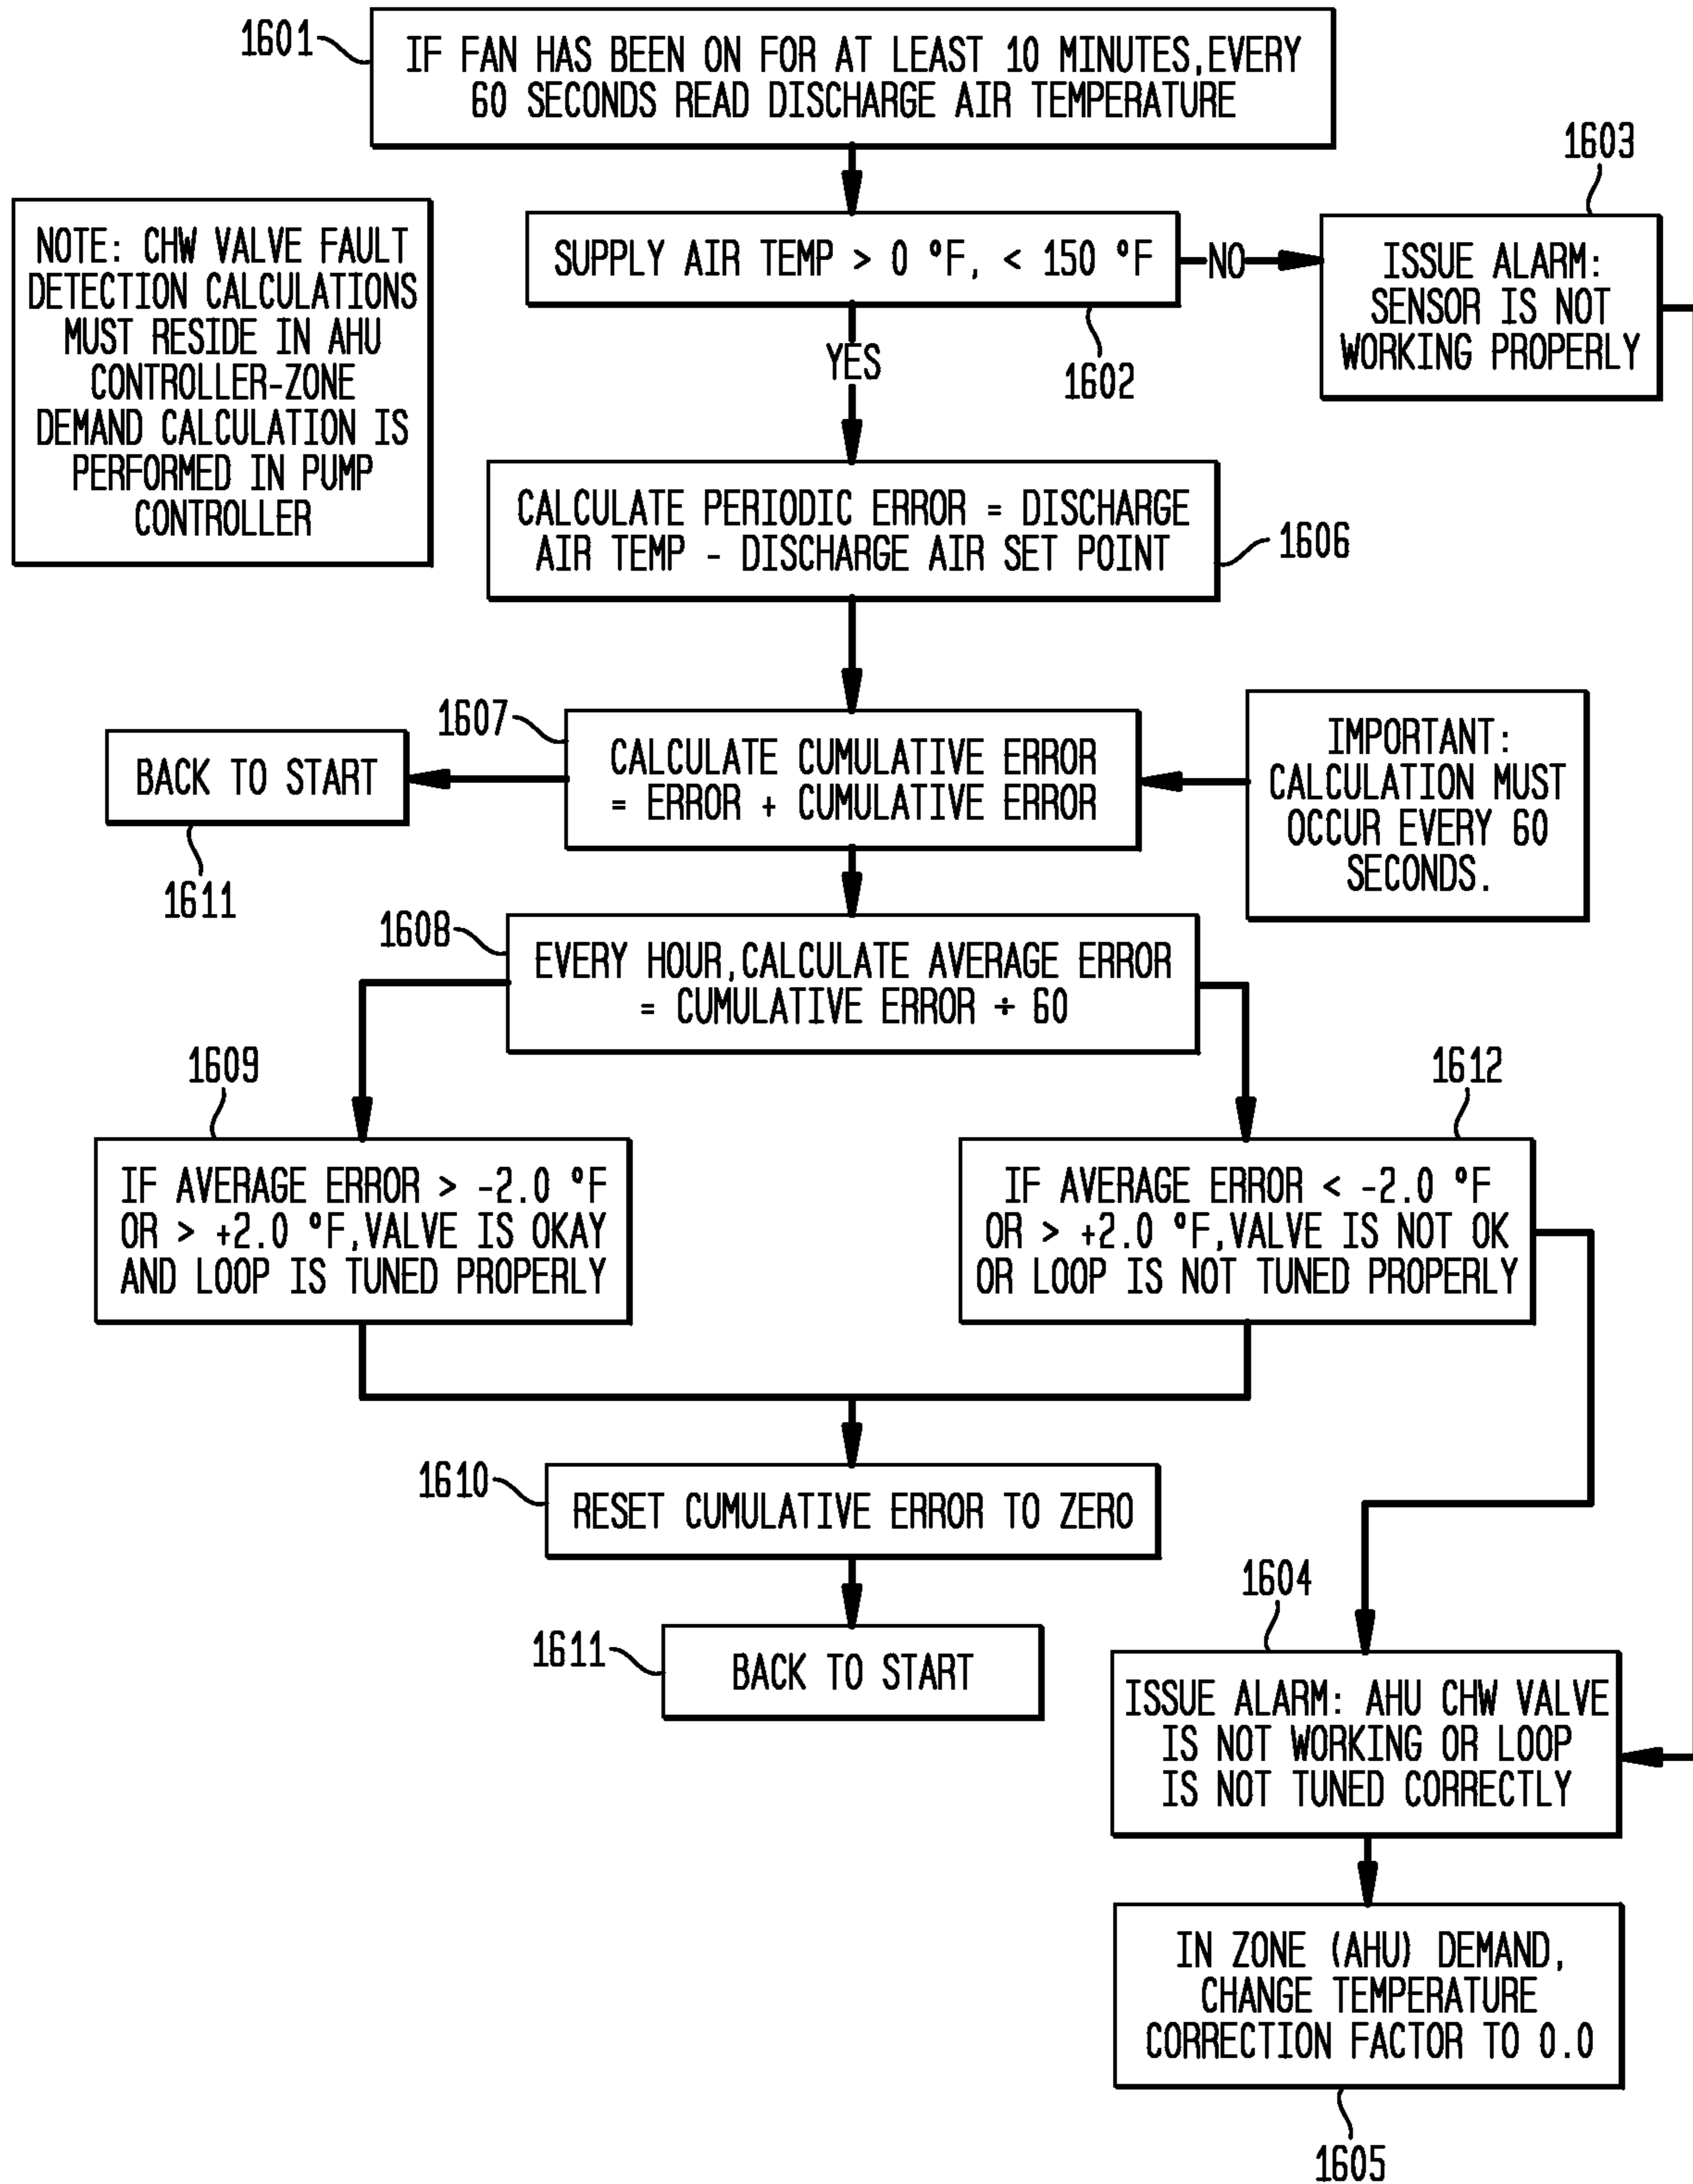 1601
IF FAN HAS BEEN ON FOR AT LEAST 10 MINUTES,EVERY
60 SECONDS READ DISCHARGE AIR TEMPERATURE
1603
NOTE: CHW VALVE FAULT
DETECTION CALCULATIONS
MUST RESIDE IN AHU
CONTROLLER-ZONE
DEMAND CALCULATION IS
PERFORMED IN PUMP
CONTROLLER
SUPPLY AIR TEMP > 0 °F, < 150 °F
NO
ISSUE ALARM:
SENSOR IS NOT
WORKING PROPERLY
YES
1602
CALCULATE PERIODIC ERROR = DISCHARGE
AIR TEMP - DISCHARGE AIR SET POINT
1606
1607
BACK TO START
1611
CALCULATE CUMULATIVE ERROR
= ERROR + CUMULATIVE ERROR
IMPORTANT:
CALCULATION MUST
OCCUR EVERY 60
SECONDS.
1608
EVERY HOUR,CALCULATE AVERAGE ERROR
= CUMULATIVE ERROR ÷ 60
1609
IF AVERAGE ERROR > -2.0 °F
OR > +2.0 °F,VALVE IS OKAY
AND LOOP IS TUNED PROPERLY
1612
IF AVERAGE ERROR < -2.0 °F
OR > +2.0 °F,VALVE IS NOT OK
OR LOOP IS NOT TUNED PROPERLY
1610
RESET CUMULATIVE ERROR TO ZERO
1611
BACK TO START
1604
ISSUE ALARM: AHU CHW VALVE
IS NOT WORKING OR LOOP
IS NOT TUNED CORRECTLY
IN ZONE (AHU) DEMAND,
CHANGE TEMPERATURE
CORRECTION FACTOR TO 0.0
1605